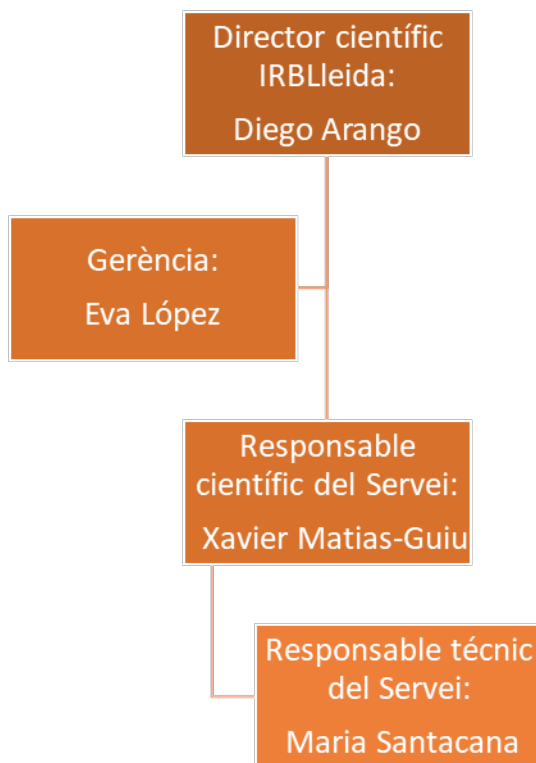 Director científic
IRBLleida:
Diego Arango
Gerència:
Eva López
Responsable
científic del Servei:
Xavier Matias-Guiu
Responsable técnic
del Servei:
Maria Santacana